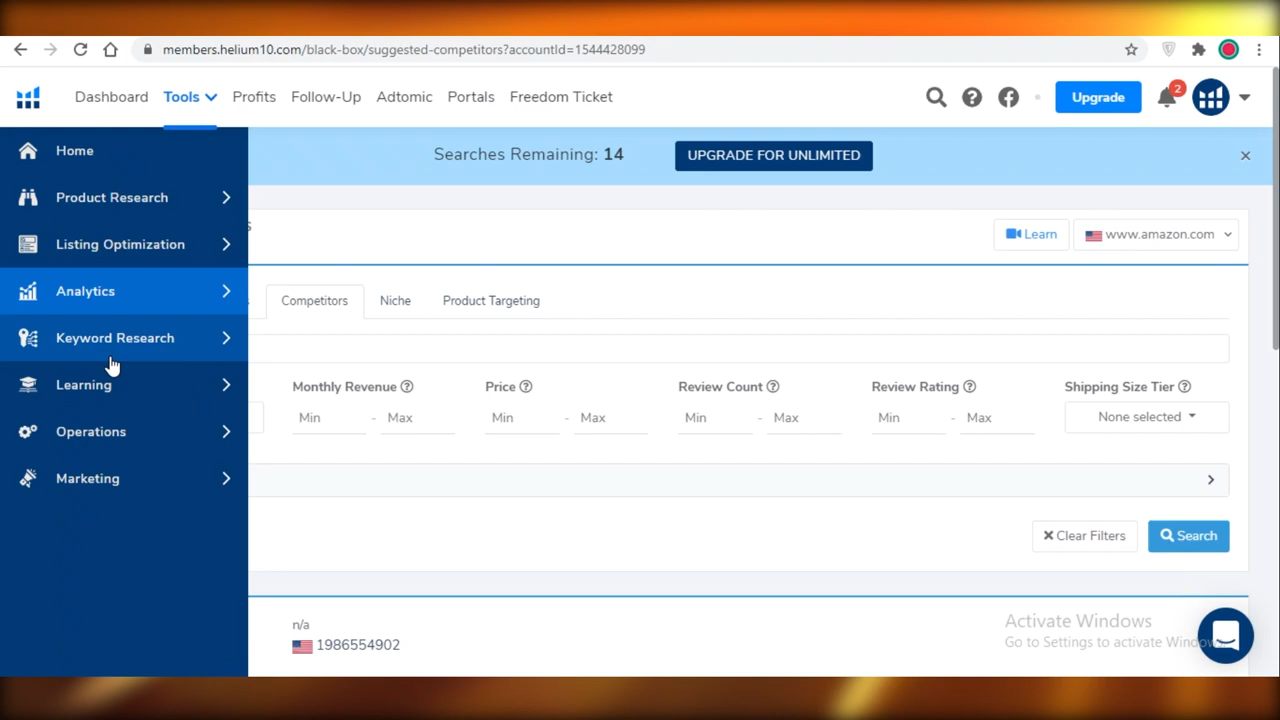 members.helium10.com/black-box/suggested-competitors?accountId=1544428099
Dashboard Tools Profits Follow-Up Adtomic Portals Freedom Ticket Upgrade 2
Home
Searches Remaining: 14 UPGRADE FOR UNLIMITED
Product Research
s
Learn www.amazon.com
Listing Optimization
Analytics
Competitors Niche Product Targeting
Keyword Research
Learning
Monthly Revenue Price Review Count Review Rating Shipping Size Tier
Min - Max Min - Max Min - Max Min - Max None selected
Operations
Marketing
Clear Filters Search
n/a
1986554902
Activate Windows
Go to Settings to activate Windows.